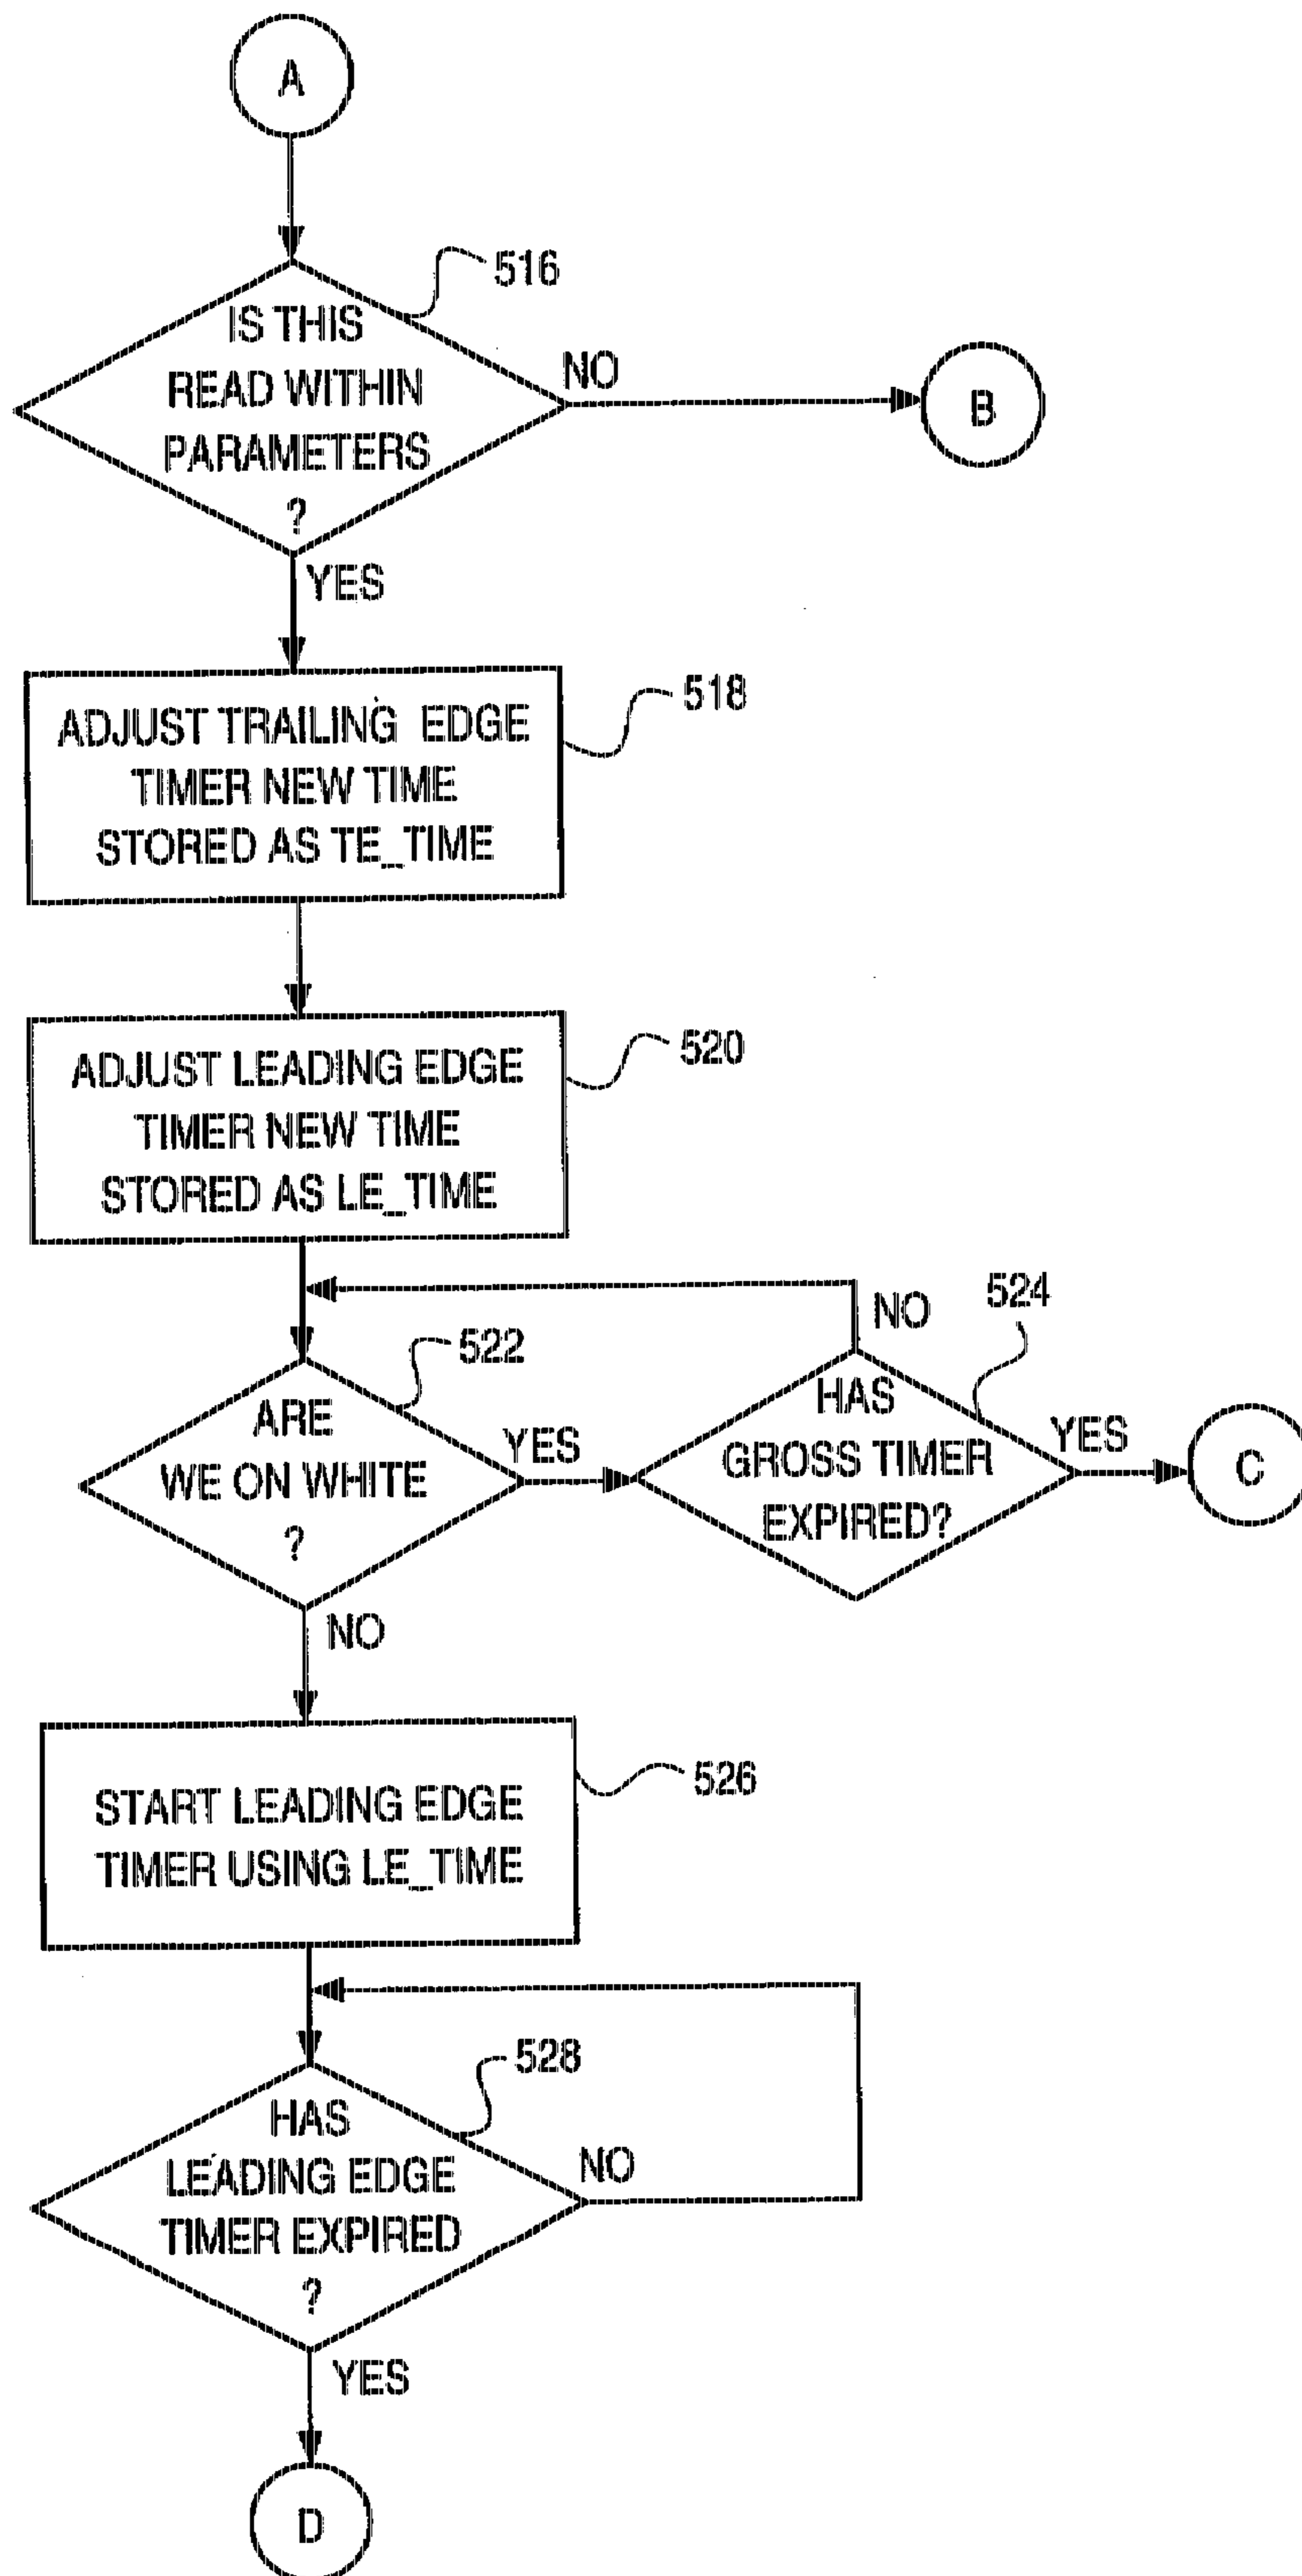 A
516
IS THIS
READ WITHIN
PARAMETERS
?
NO
B
YES
518
ADJUST TRAILING EDGE
TIMER NEW TIME
STORED AS TE_TIME
520
ADJUST LEADING EDGE
TIMER NEW TIME
STORED AS LE_TIME
522
ARE
WE ON WHITE
?
YES
NO
524
HAS
GROSS TIMER
EXPIRED?
YES
C
NO
526
START LEADING EDGE
TIMER USING LE_TIME
528
HAS
LEADING EDGE
TIMER EXPIRED
?
NO
YES
D